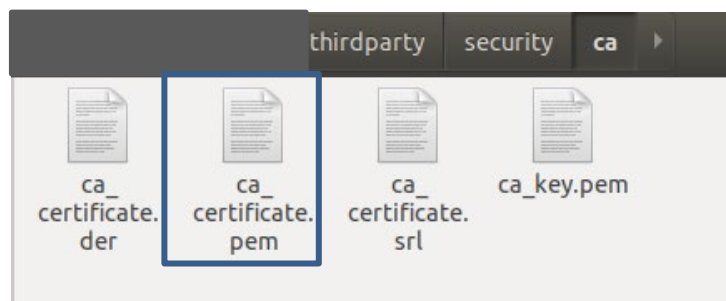 thirdparty security ca
ca_
certificate.
der
ca_
certificate.
pem
ca_
certificate.
srl
ca_key.pem